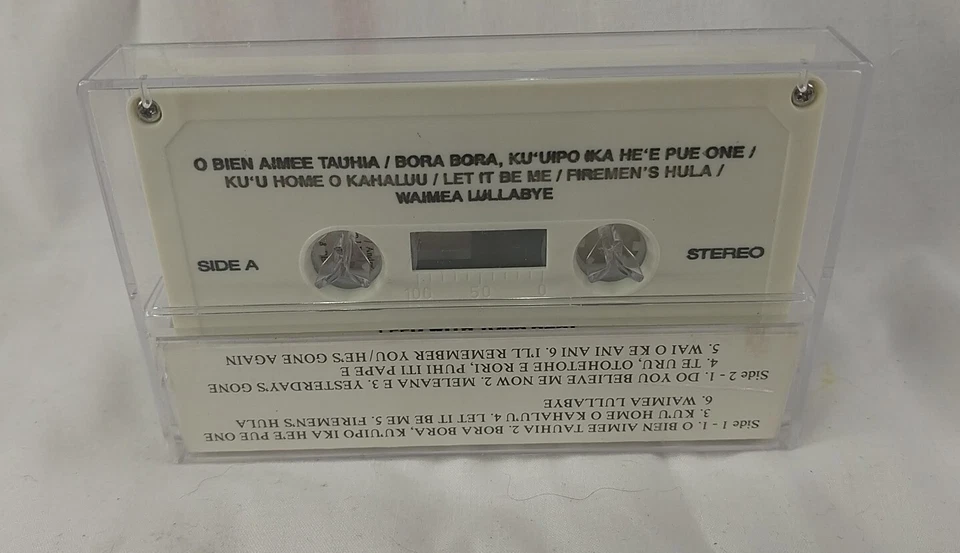 O BIEN AIMEE TAUHIA / BORA BORA, KU'UIPO IKA HE'E PUE ONE /
KU'U HOME O KAHALUU / LET IT BE ME / FIREMEN'S HULA /
WAIMEA LULLABYE
SIDE A
STEREO
100 50 0
Side 1 - 1. O BIEN AIMEE TAUHIA 2. BORA BORA, KU'UIPO IKA HE'E PUE ONE
3. KU'U HOME O KAHALU'U 4. LET IT BE ME 5. FIREMEN'S HULA
6. WAIMEA LULLABYE
Side 2 - 1. DO YOU BELIEVE ME NOW 2. MELEANA E 3. YESTERDAY'S GONE
4. TE URU, OTOHETOHE E RORI, PUHI ITI PAPE E
5. WAI O KE ANI ANI 6. I'LL REMEMBER YOU/HE'S GONE AGAIN